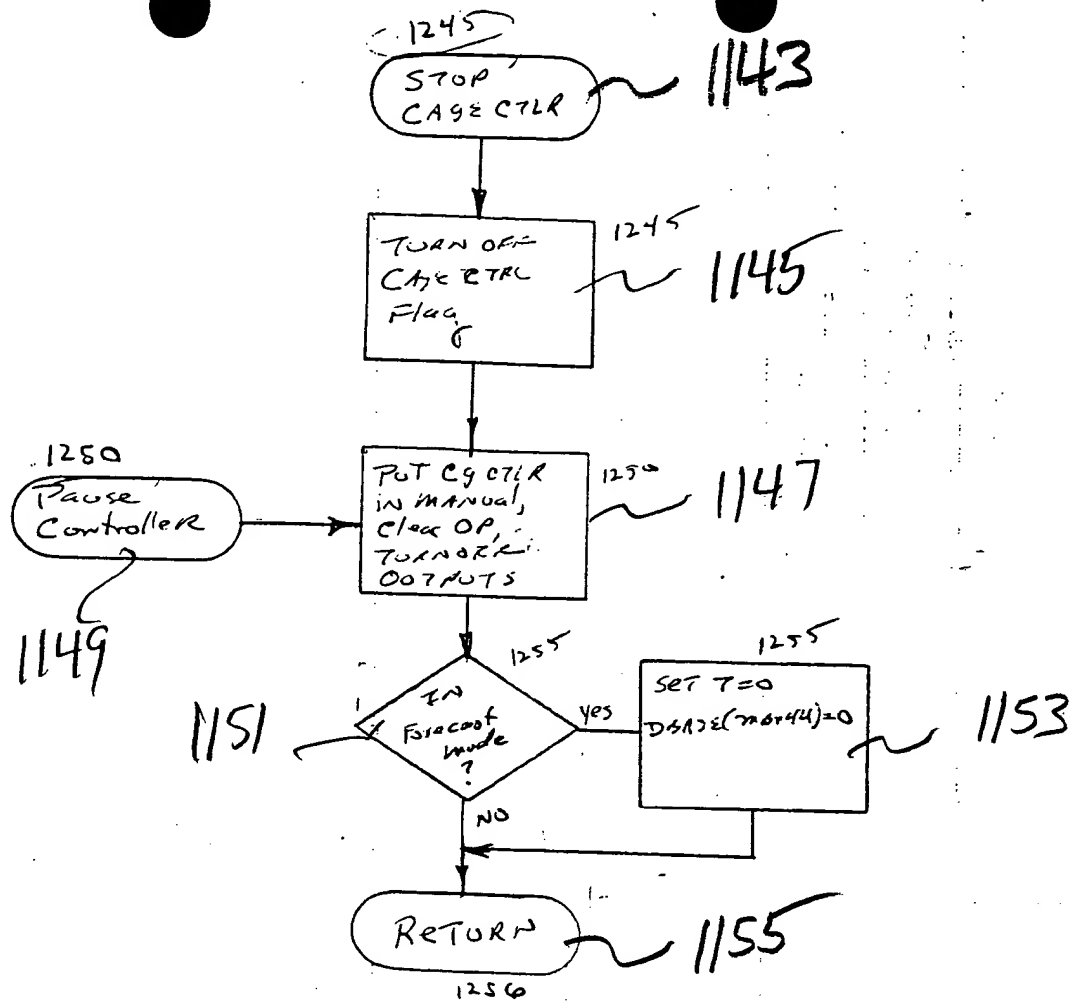 1245
STOP
CAGE CTLR
1143
TURN OFF
CAGE CTRL
Flag
1245
1145
1250
Pause
Controller
1149
PUT Cg CTLR
in MANUAL,
Clear OP,
TURN OFF
OUTPUTS
1250
1147
1255
IN
Forecast
mode
?
1151
yes
NO
1255
SET T=0
1153
RETURN
1155
1256